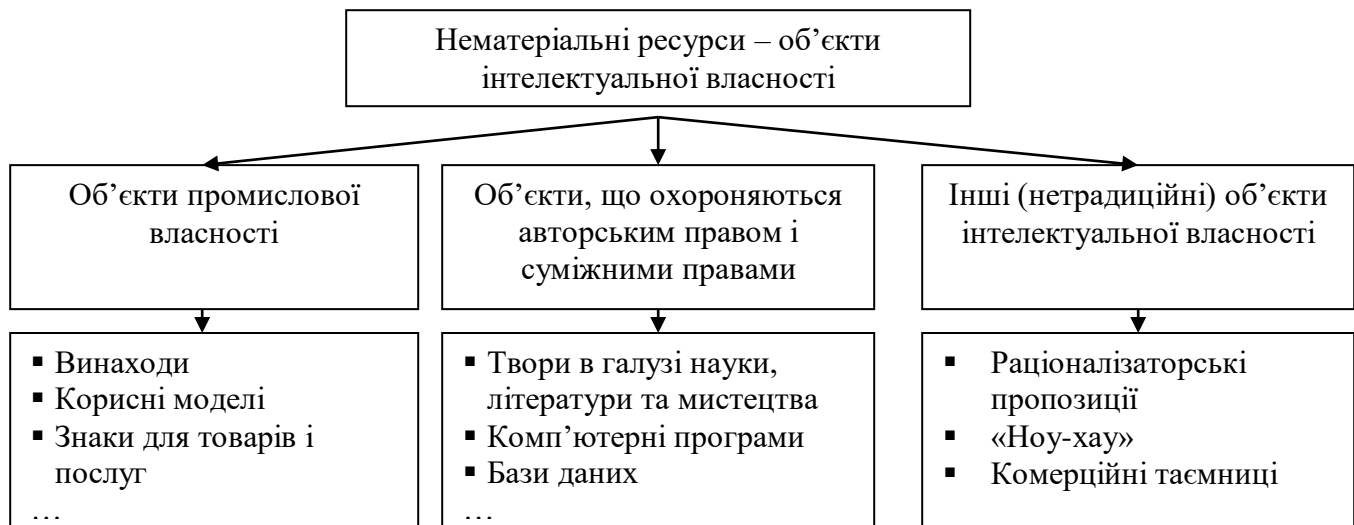 Нематеріальні ресурси – об’єкти
інтелектуальної власності
Об’єкти промислової
власності
Об’єкти, що охороняються
авторським правом і
суміжними правами
Інші (нетрадиційні) об’єкти
інтелектуальної власності
▪ Винаходи
▪ Корисні моделі
▪ Знаки для товарів і
послуг
…
▪ Твори в галузі науки,
літератури та мистецтва
▪ Комп’ютерні програми
▪ Бази даних
…
▪ Раціоналізаторські
пропозиції
▪ «Ноу-хау»
▪ Комерційні таємниці